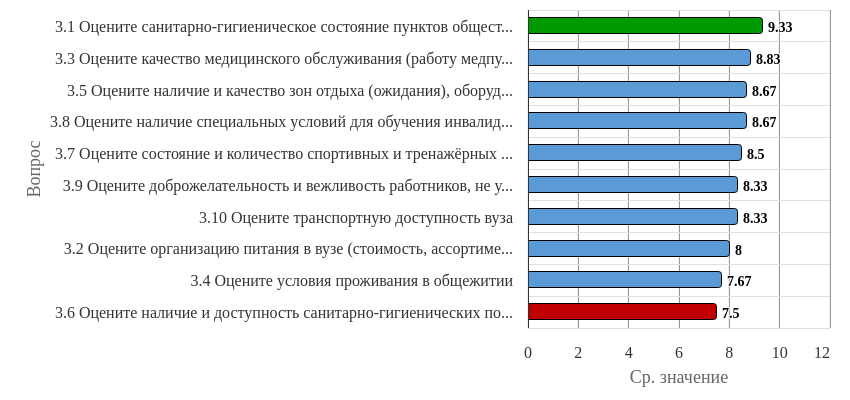 3.1 Оцените санитарно-гигиеническое состояние пунктов общест... 9.33
3.3 Оцените качество медицинского обслуживания (работу медпу... 8.83
3.5 Оцените наличие и качество зон отдыха (ожидания), оборуд... 8.67
3.8 Оцените наличие специальных условий для обучения инвалид... 8.67
3.7 Оцените состояние и количество спортивных и тренажёрных ... 8.5
3.9 Оцените доброжелательность и вежливость работников, не у... 8.33
3.10 Оцените транспортную доступность вуза 8.33
3.2 Оцените организацию питания в вузе (стоимость, ассортиме... 8
3.4 Оцените условия проживания в общежитии 7.67
3.6 Оцените наличие и доступность санитарно-гигиенических по... 7.5
Вопрос
0 2 4 6 8 10 12
Ср. значение